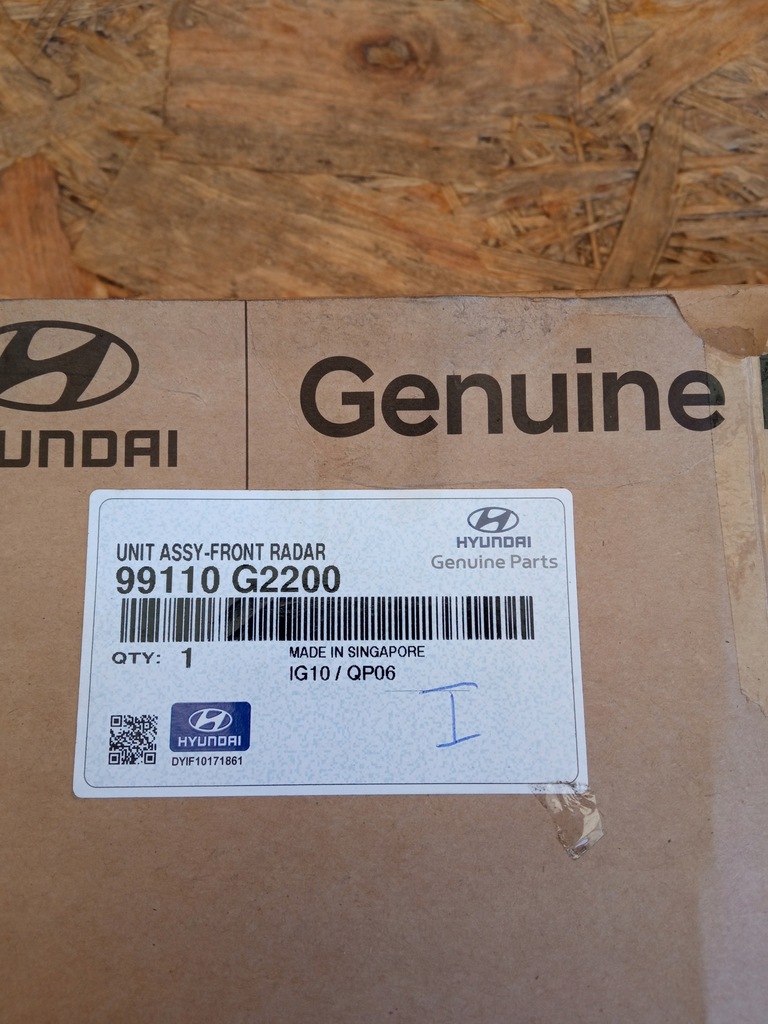 HYUNDAI
Genuine
HYUNDAI
Genuine Parts
UNIT ASSY-FRONT RADAR
99110 G2200
QTY: 1
MADE IN SINGAPORE
IG10 / QP06
I
HYUNDAI
DYIF10171861